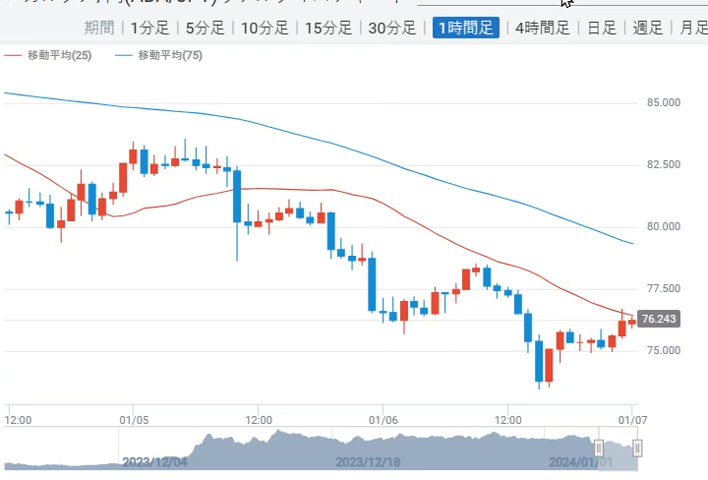 (ADA/JPY)
期間 1分足 5分足 10分足 15分足 30分足 1時間足 4時間足 日足 週足 月足
移動平均(25) 移動平均(75)
85.000
82.500
80.000
77.500
76.243
75.000
12:00 01/05 12:00 01/06 12:00 01/07
2023/12/04 2023/12/18 2024/01/01